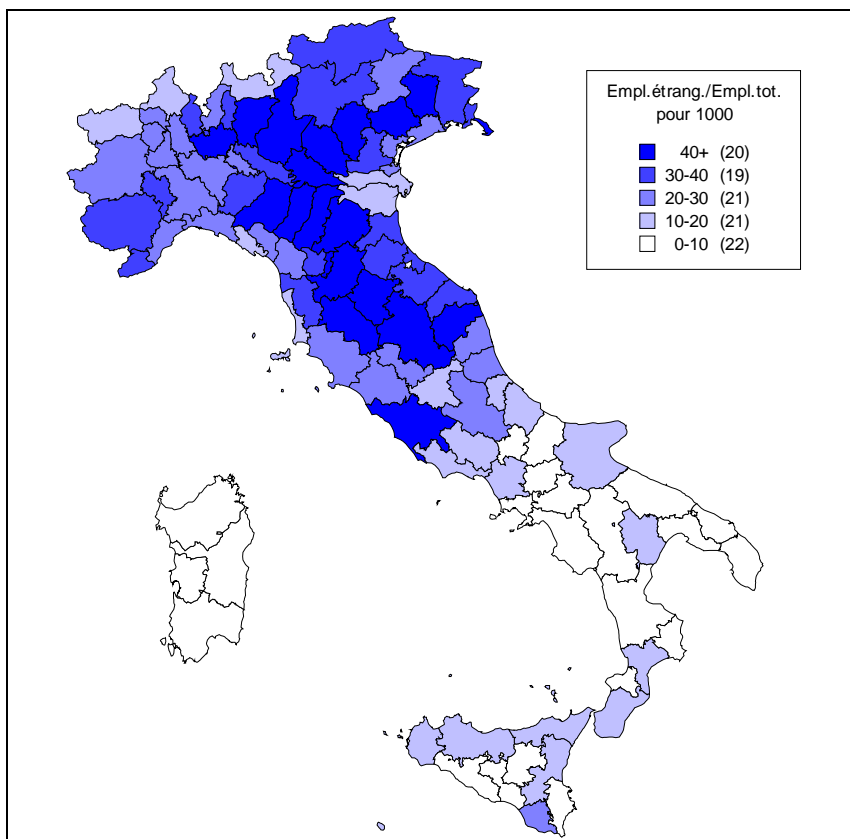 Empl.étrang./Empl.tot.
pour 1000
40+ (20)
30-40 (19)
20-30 (21)
10-20 (21)
0-10 (22)